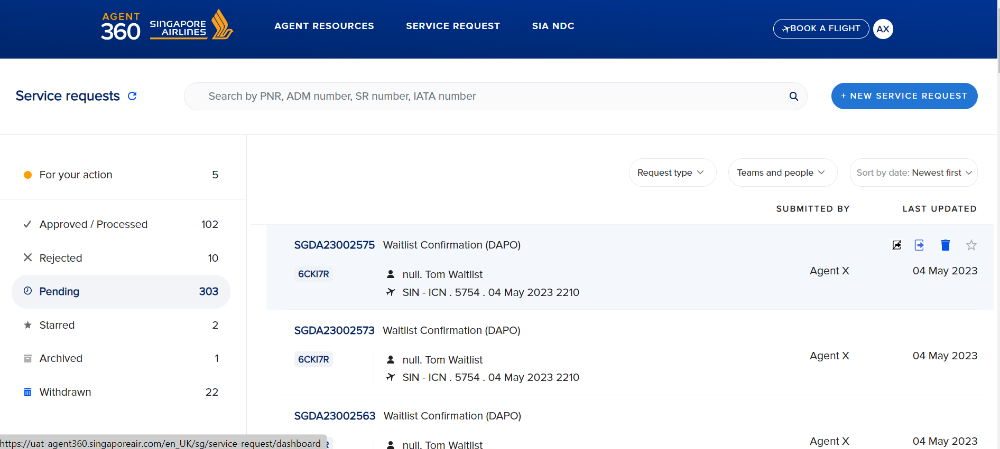 AGENT
360
SINGAPORE
AIRLINES
AGENT RESOURCES
SERVICE REQUEST
SIA NDC
BOOK A FLIGHT
AX
Service requests
Search by PNR, ADM number, SR number, IATA number
+ NEW SERVICE REQUEST
For your action 5
Approved / Processed 102
Rejected 10
Pending 303
Starred 2
Archived 1
Withdrawn 22
Request type
Teams and people
Sort by date: Newest first
SUBMITTED BY
LAST UPDATED
SGDA23002575 Waitlist Confirmation (DAPO)
6CKI7R
null. Tom Waitlist
SIN - ICN . 5754 . 04 May 2023 2210
Agent X
04 May 2023
SGDA23002573 Waitlist Confirmation (DAPO)
6CKI7R
null. Tom Waitlist
SIN - ICN . 5754 . 04 May 2023 2210
Agent X
04 May 2023
SGDA23002563 Waitlist Confirmation (DAPO)
null. Tom Waitlist
Agent X
04 May 2023
https://uat-agent360.singaporeair.com/en_UK/sg/service-request/dashboard